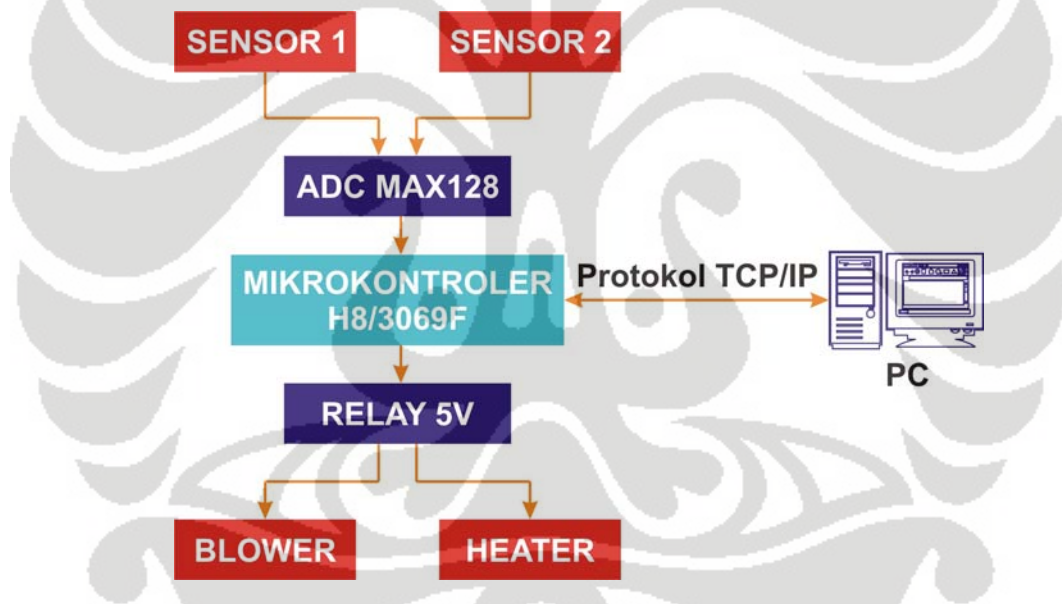 SENSOR 1
SENSOR 2
ADC MAX128
MIKROKONTROLER
H8/3069F
Protokol TCP/IP
PC
RELAY 5V
BLOWER
HEATER